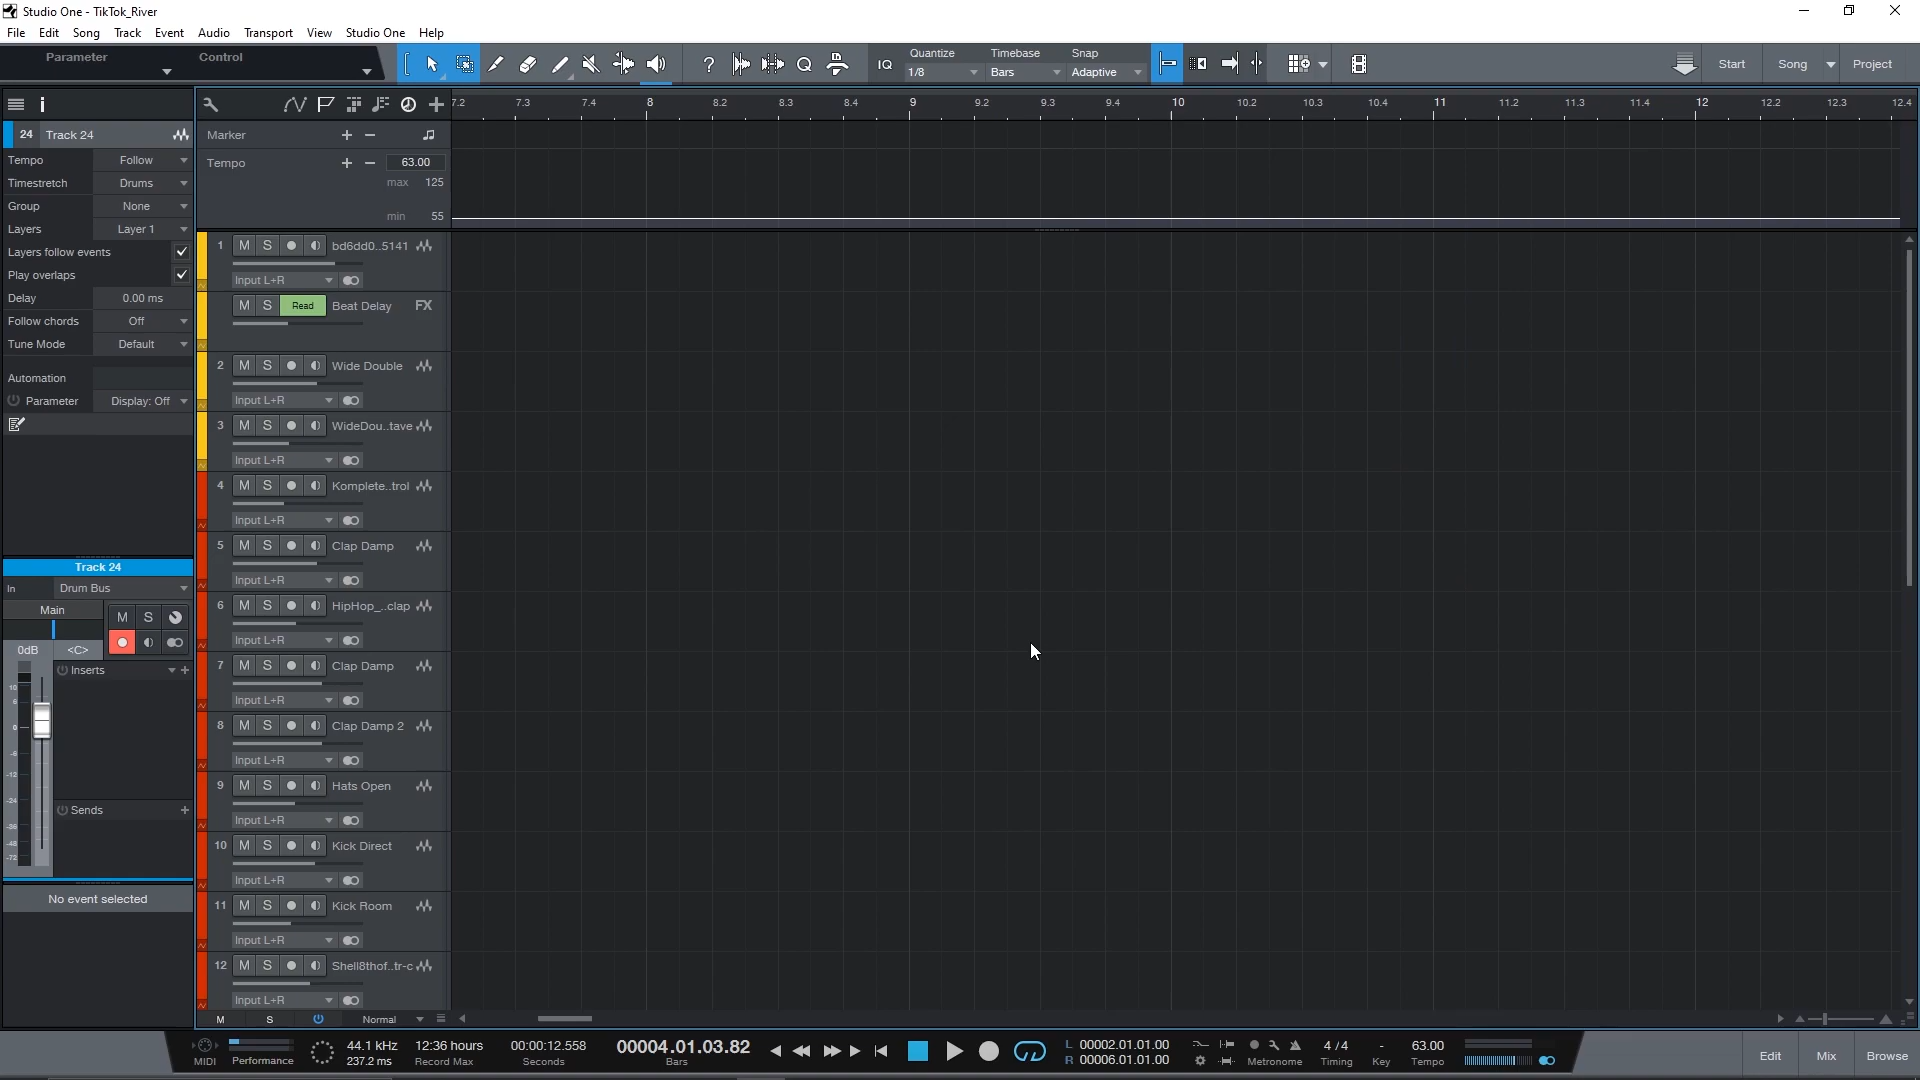 Studio One - TikTok_River
File Edit Song Track Event Audio Transport View Studio One Help
Parameter Control
IQ Quantize 1/8 Timebase Bars Snap Adaptive Start Song Project
7.2 7.3 7.4 8 8.2 8.3 8.4 9 9.2 9.3 9.4 10 10.2 10.3 10.4 11 11.2 11.3 11.4 12 12.2 12.3 12.4
24 Track 24
Tempo Follow
Timestretch Drums
Group None
Layers Layer 1
Layers follow events
Play overlaps
Delay 0.00 ms
Follow chords Off
Tune Mode Default
Automation
Parameter Display: Off
Track 24
In Drum Bus
Main M S
0dB <C>
Inserts
10
6
0
-6
-12
-24
-36
-48
-72
Sends
No event selected
Marker + −
Tempo + − 63.00
max 125
min 55
1 M S bd6dd0..5141
Input L+R
M S Read Beat Delay FX
2 M S Wide Double
Input L+R
3 M S WideDou..tave
Input L+R
4 M S Komplete..trol
Input L+R
5 M S Clap Damp
Input L+R
6 M S HipHop_..clap
Input L+R
7 M S Clap Damp
Input L+R
8 M S Clap Damp 2
Input L+R
9 M S Hats Open
Input L+R
10 M S Kick Direct
Input L+R
11 M S Kick Room
Input L+R
12 M S Shell8thof..tr-c
Input L+R
M S Normal
MIDI Performance
44.1 kHz
237.2 ms
12:36 hours
Record Max
00:00:12.558
Seconds
00004.01.03.82
Bars
L 00002.01.01.00
R 00006.01.01.00
Metronome
4 / 4
Timing
-
Key
63.00
Tempo
Edit Mix Browse